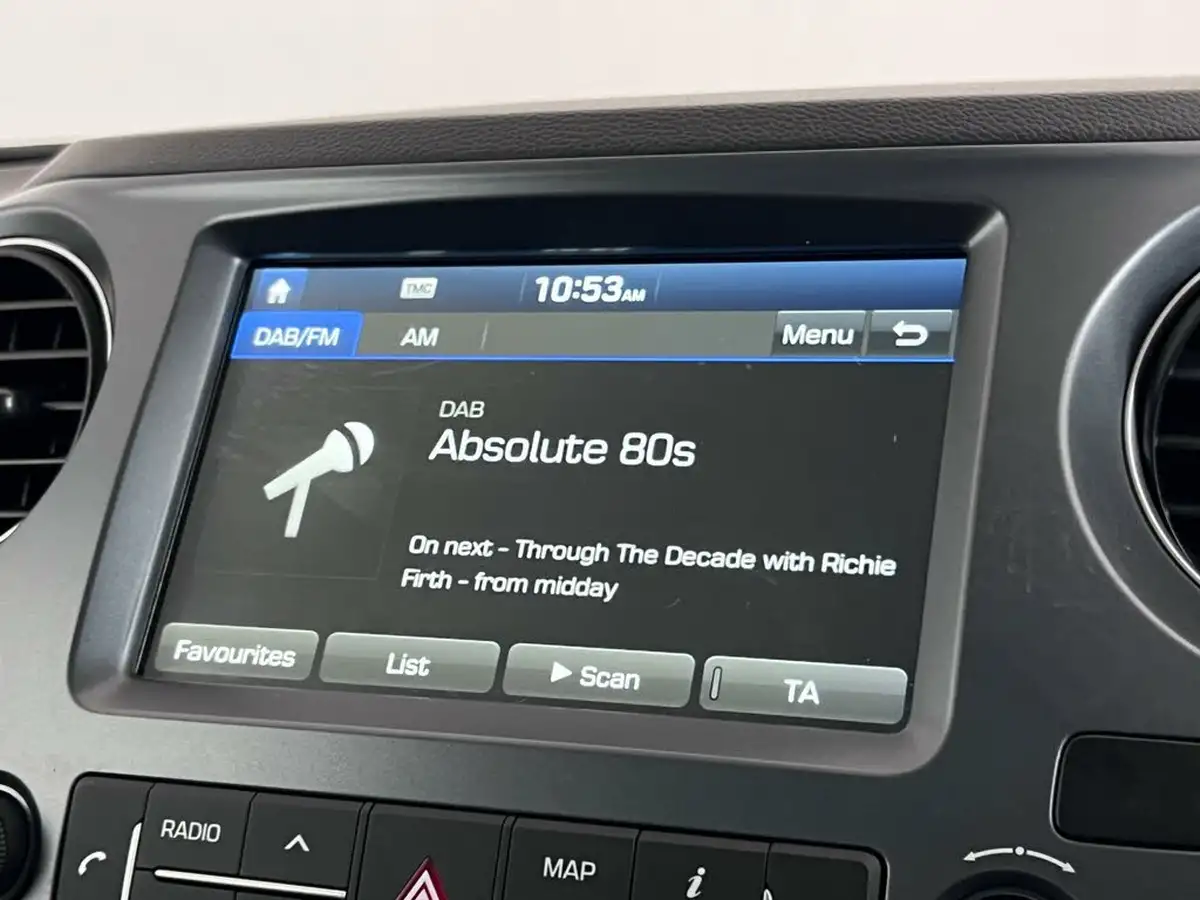 TMC
10:53AM
DAB/FM
AM
Menu
DAB
Absolute 80s
On next - Through The Decade with Richie
Firth - from midday
Favourites
List
Scan
TA
RADIO
MAP
i